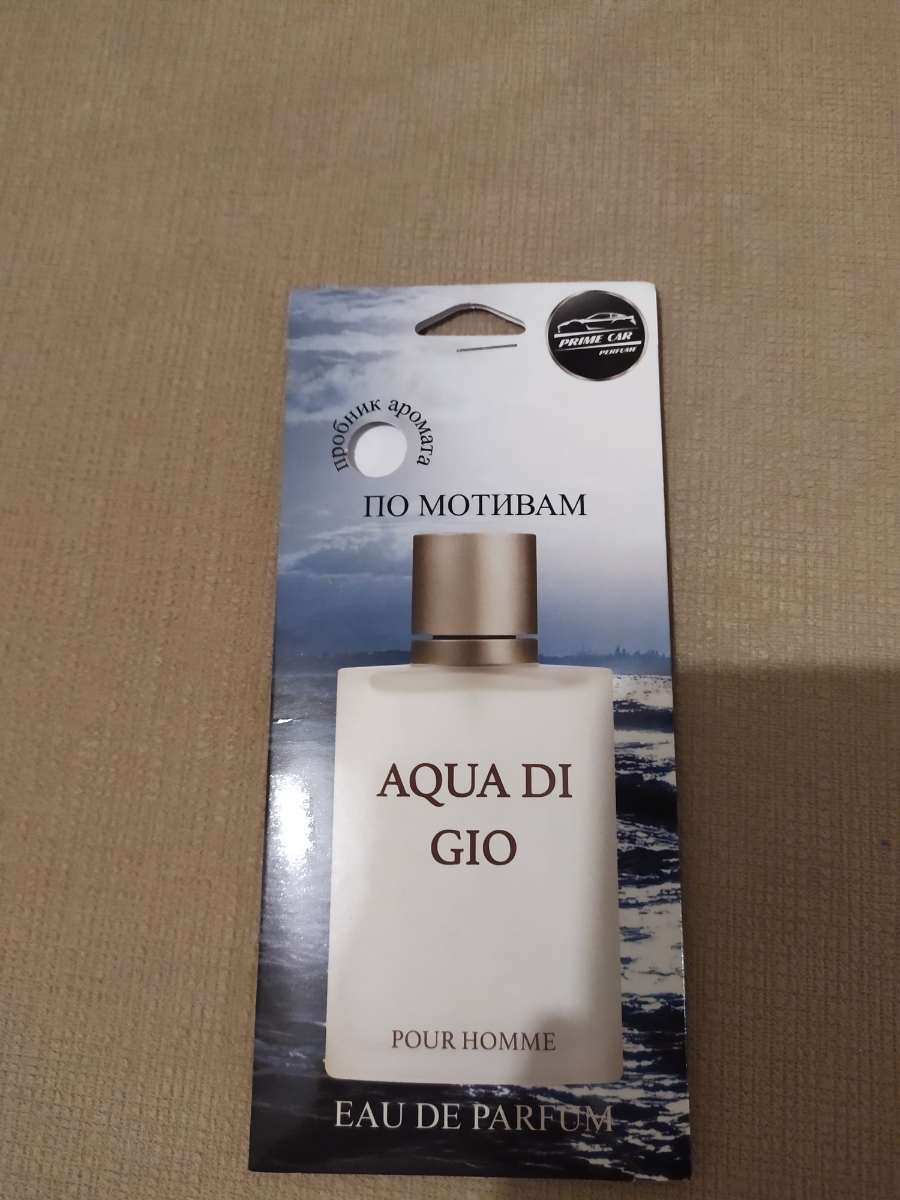 PRIME CAR
PERFUME
пробник аромата
ПО МОТИВАМ
AQUA DI
GIO
POUR HOMME
EAU DE PARFUM